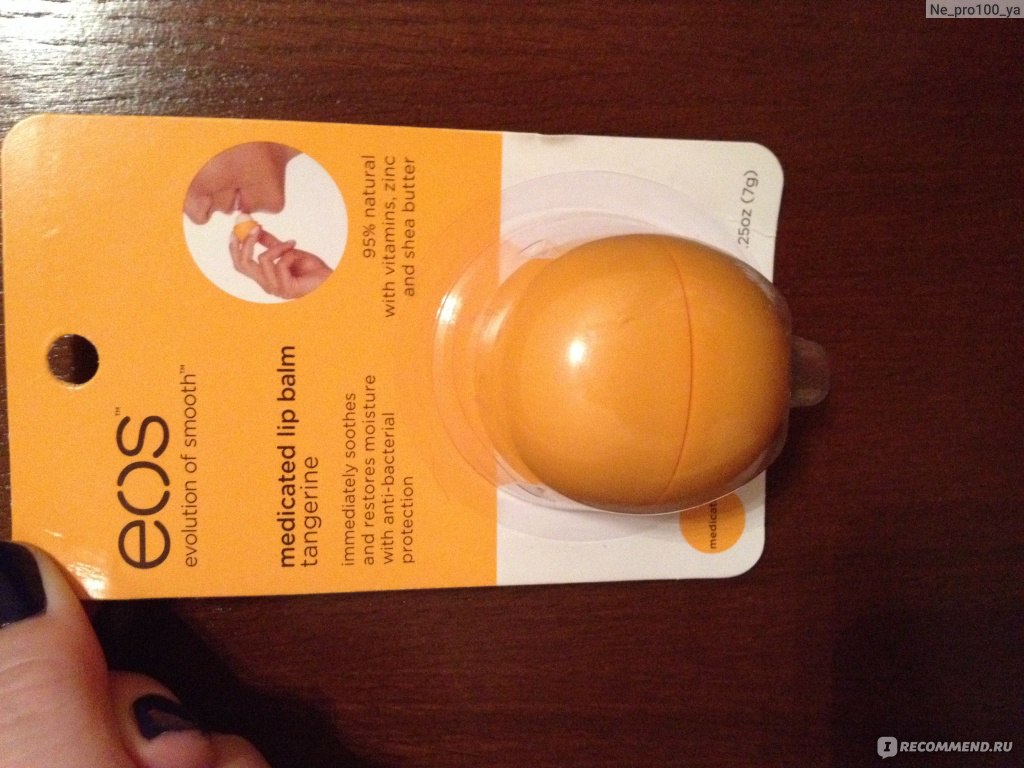 Ne_pro100_ya
eos™
evolution of smooth™
medicated lip balm
tangerine
immediately soothes
and restores moisture
with anti-bacterial
protection
95% natural
with vitamins, zinc
and shea butter
.25oz (7g)
RECOMMEND.RU